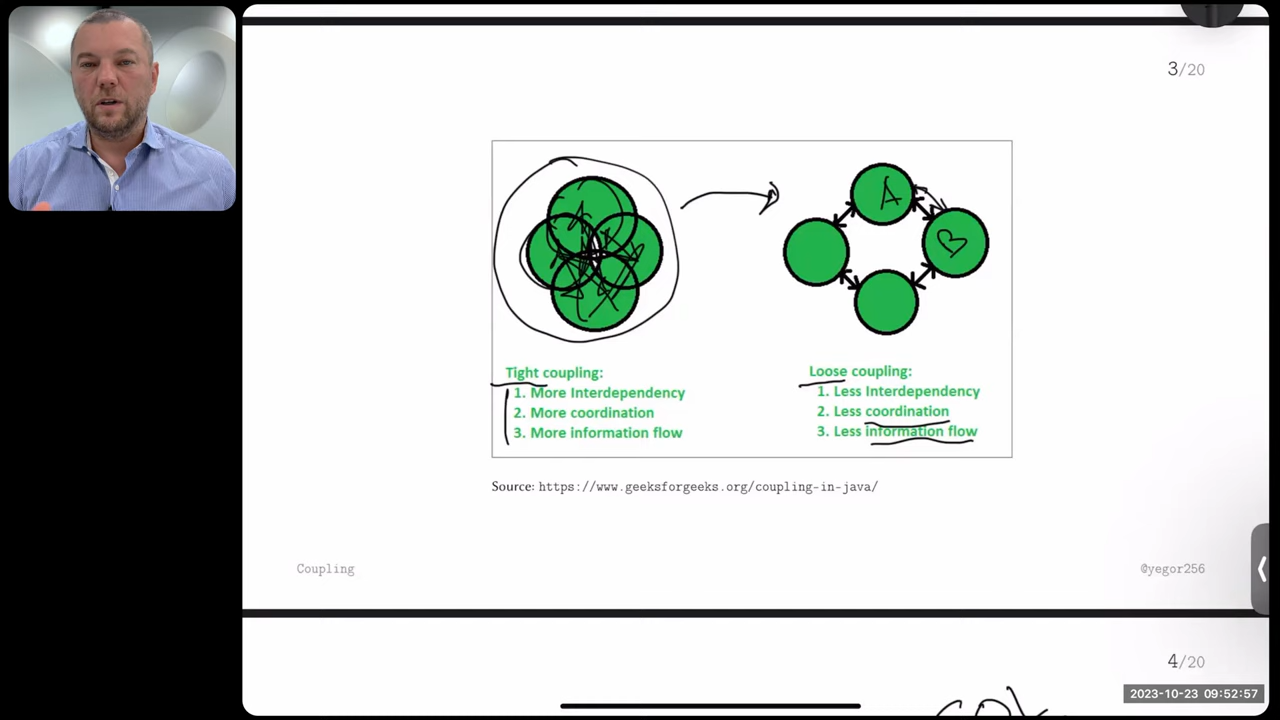 3/20
A
B
Tight coupling:
1. More Interdependency
2. More coordination
3. More information flow
Loose coupling:
1. Less Interdependency
2. Less coordination
3. Less information flow
Source: https://www.geeksforgeeks.org/coupling-in-java/
Coupling
@yegor256
4/20
2023-10-23 09:52:57